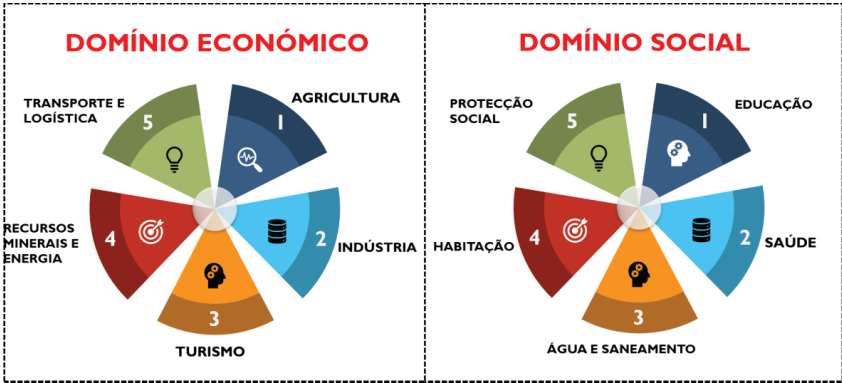 DOMÍNIO ECONÓMICO
TRANSPORTE E
LOGÍSTICA
5
1
AGRICULTURA
RECURSOS
MINERAIS E
ENERGIA
4
2
INDÚSTRIA
3
TURISMO
DOMÍNIO SOCIAL
PROTECÇÃO
SOCIAL
5
1
EDUCAÇÃO
HABITAÇÃO
4
2
SAÚDE
3
ÁGUA E SANEAMENTO